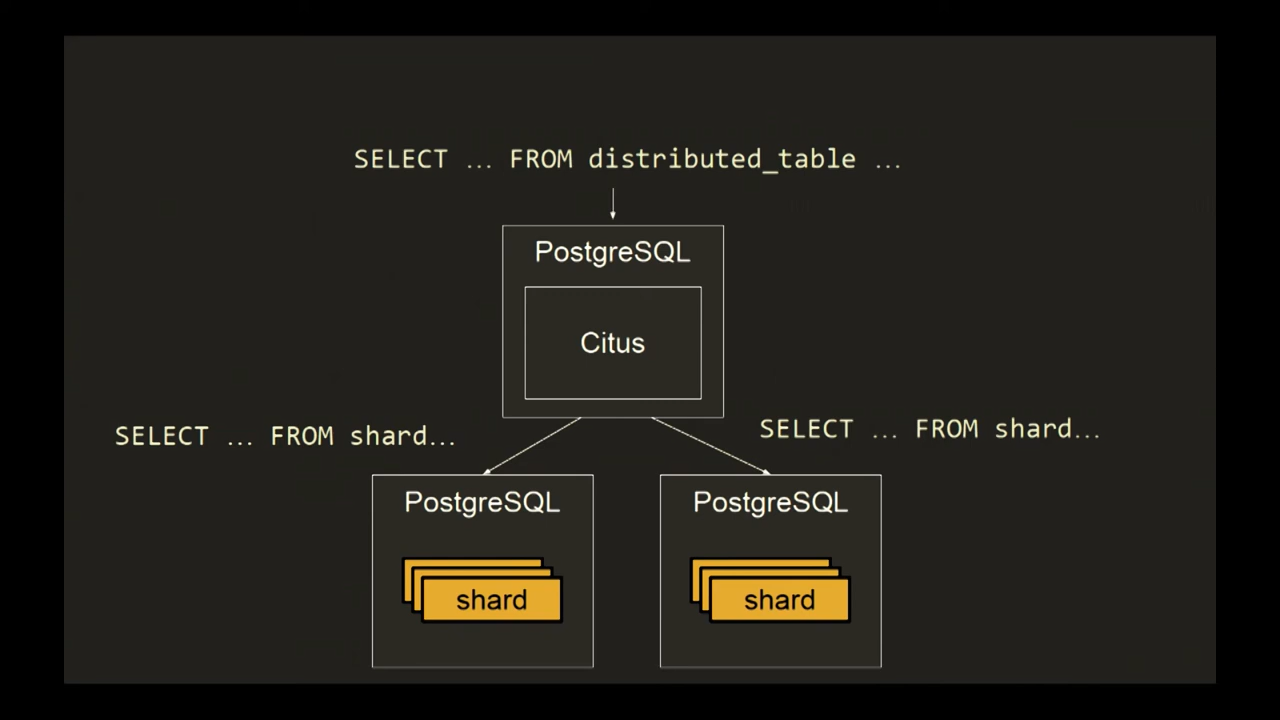 SELECT … FROM distributed_table …
PostgreSQL
Citus
SELECT … FROM shard…
SELECT … FROM shard…
PostgreSQL
PostgreSQL
shard
shard